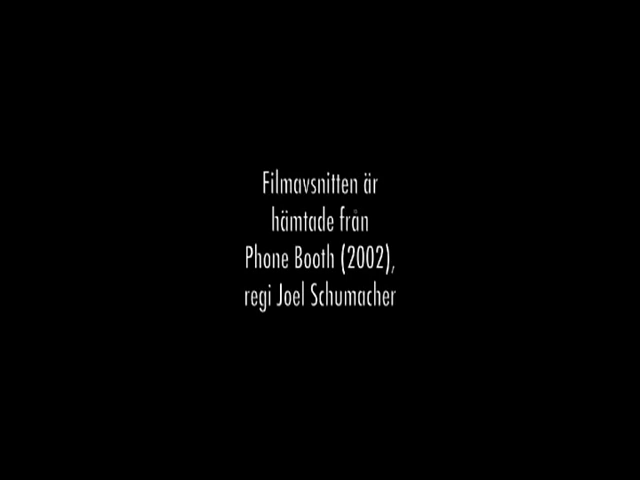 Filmavsnitten är
hämtade från
Phone Booth (2002),
regi Joel Schumacher